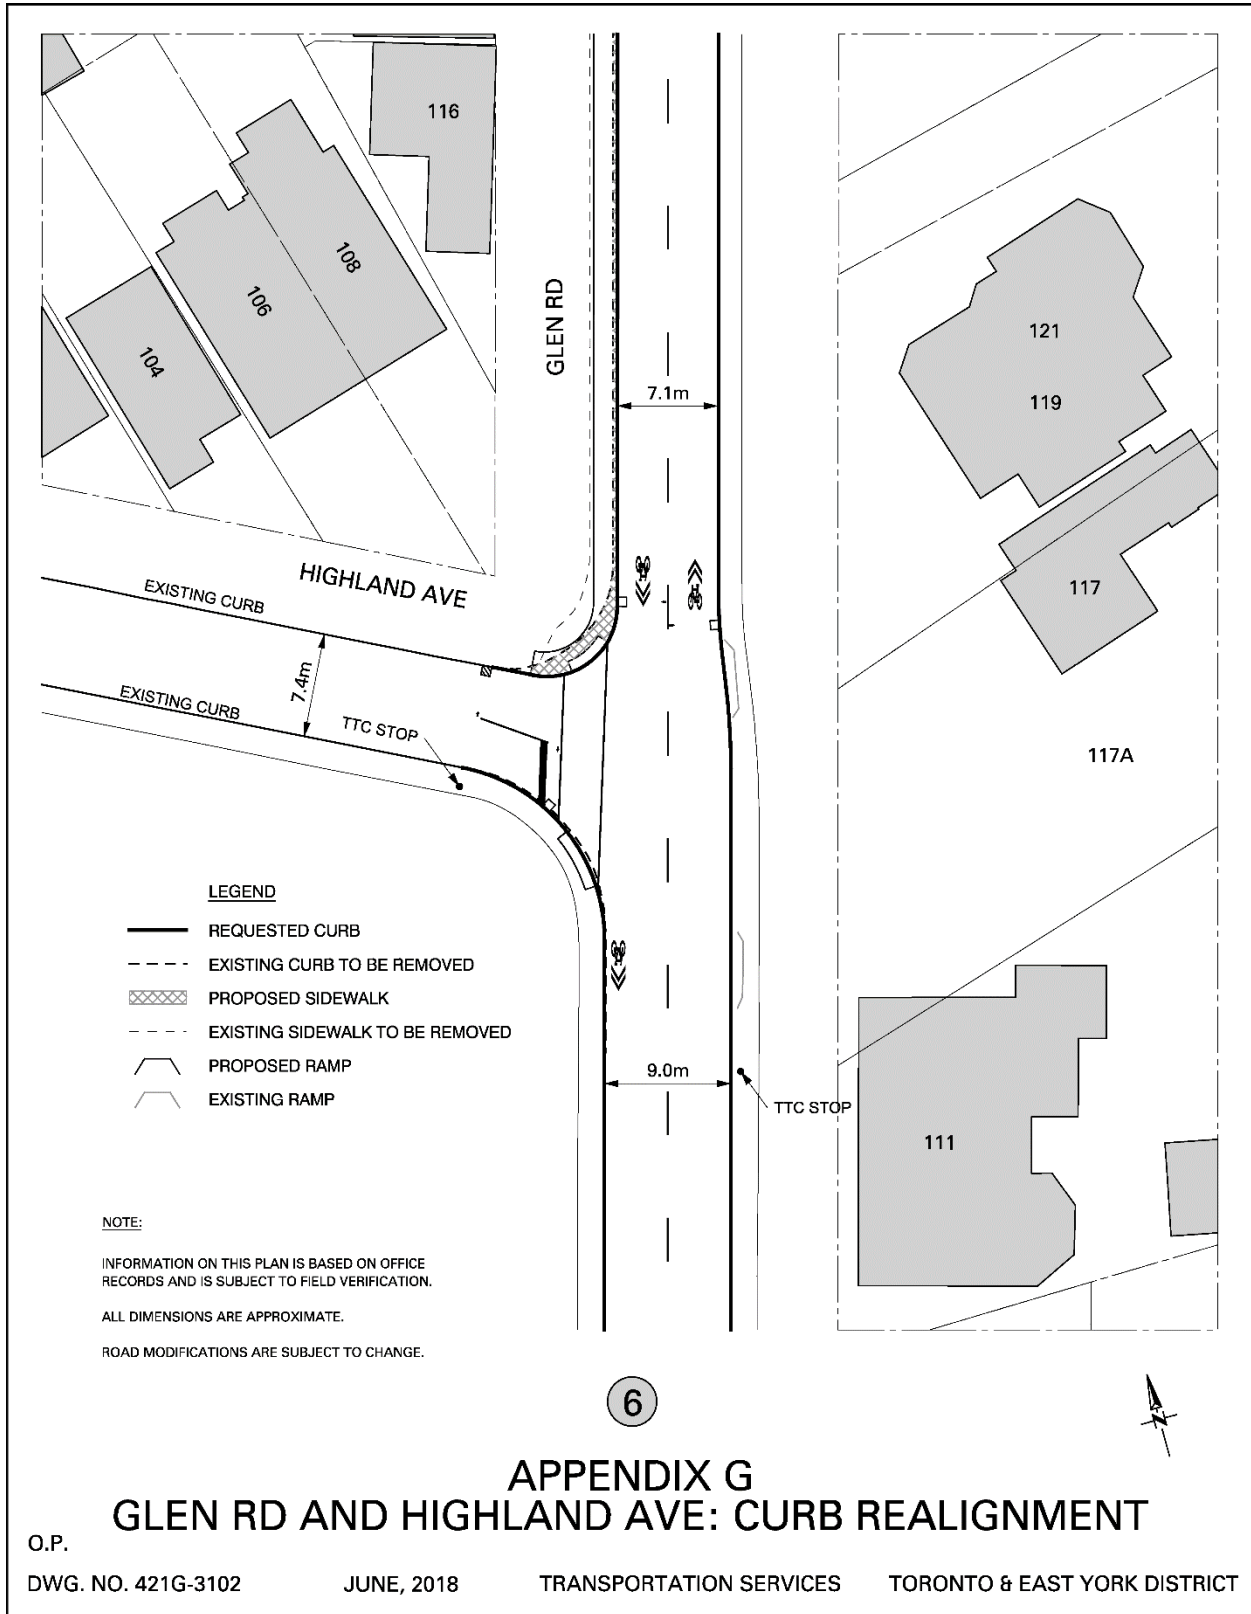 116
108
106
104
GLEN RD
121
119
7.1m
117
HIGHLAND AVE
EXISTING CURB
7.4m
EXISTING CURB
TTC STOP
117A
LEGEND
REQUESTED CURB
EXISTING CURB TO BE REMOVED
PROPOSED SIDEWALK
EXISTING SIDEWALK TO BE REMOVED
PROPOSED RAMP
EXISTING RAMP
9.0m
TTC STOP
111
NOTE:
INFORMATION ON THIS PLAN IS BASED ON OFFICE
RECORDS AND IS SUBJECT TO FIELD VERIFICATION.
ALL DIMENSIONS ARE APPROXIMATE.
ROAD MODIFICATIONS ARE SUBJECT TO CHANGE.
6
N
APPENDIX G
GLEN RD AND HIGHLAND AVE: CURB REALIGNMENT
O.P.
DWG. NO. 421G-3102 JUNE, 2018 TRANSPORTATION SERVICES TORONTO & EAST YORK DISTRICT